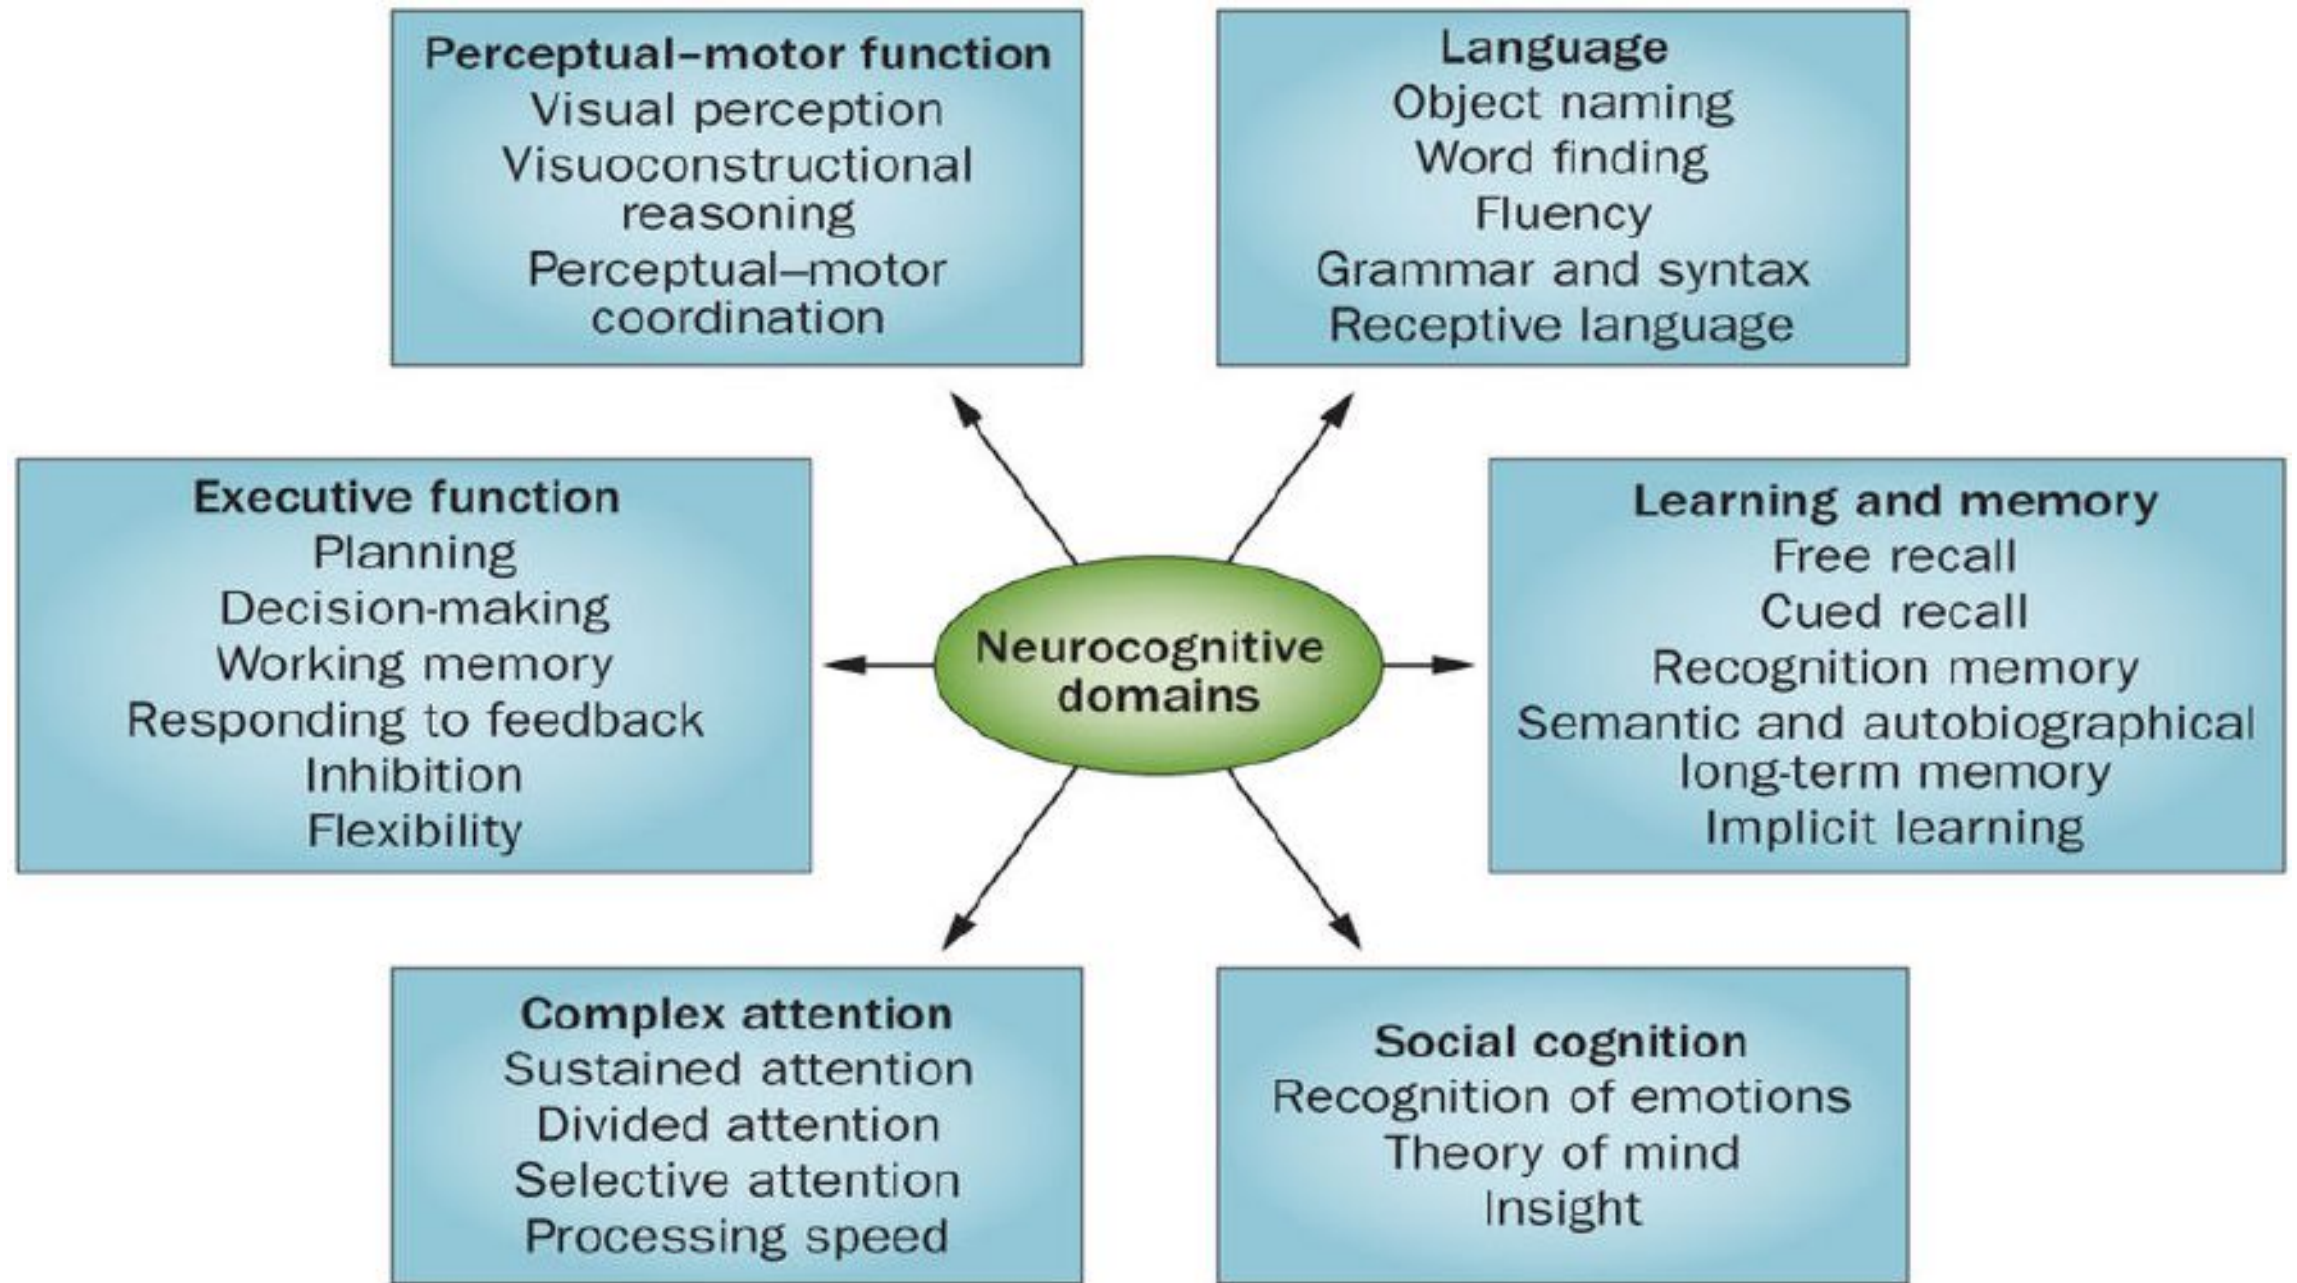 Perceptual–motor function
Visual perception
Visuoconstructional
reasoning
Perceptual–motor
coordination
Language
Object naming
Word finding
Fluency
Grammar and syntax
Receptive language
Executive function
Planning
Decision-making
Working memory
Responding to feedback
Inhibition
Flexibility
Neurocognitive
domains
Learning and memory
Free recall
Cued recall
Recognition memory
Semantic and autobiographical
long-term memory
Implicit learning
Complex attention
Sustained attention
Divided attention
Selective attention
Processing speed
Social cognition
Recognition of emotions
Theory of mind
Insight